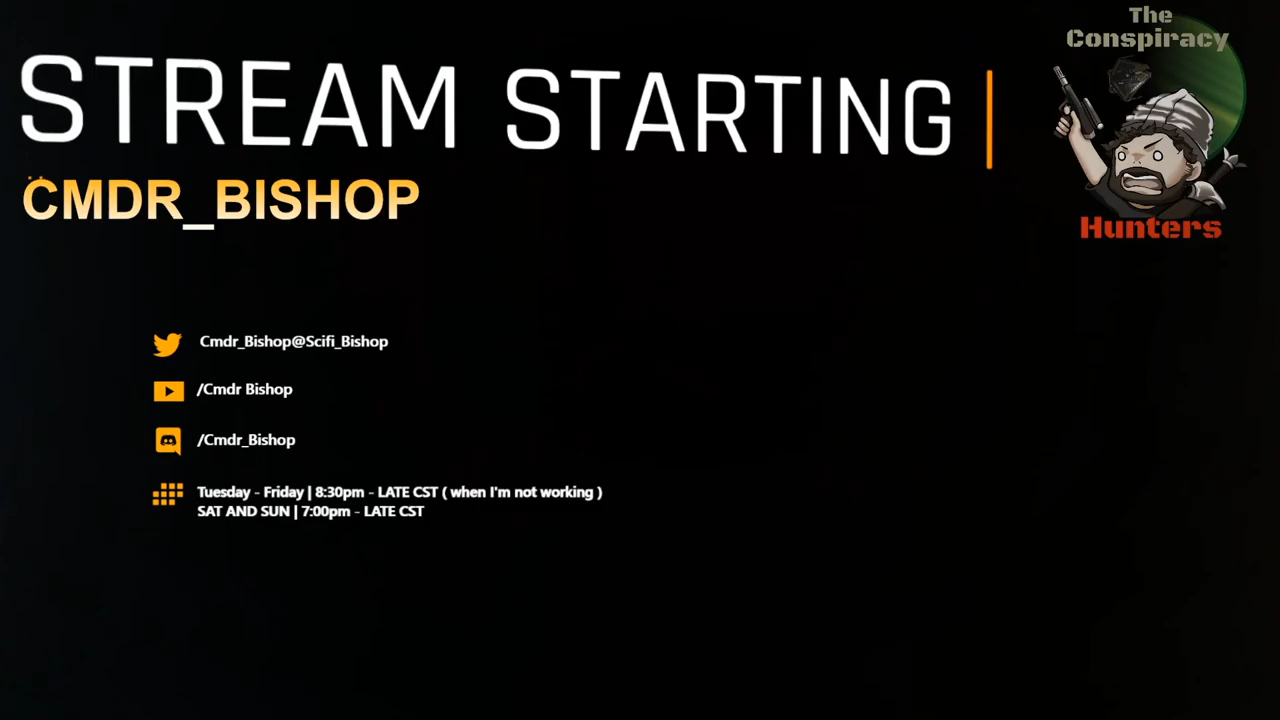 STREAM STARTING |
CMDR_BISHOP
The
Conspiracy
Hunters
Cmdr_Bishop@Scifi_Bishop
/Cmdr Bishop
/Cmdr_Bishop
Tuesday - Friday | 8:30pm - LATE CST ( when I'm not working )
SAT AND SUN | 7:00pm - LATE CST